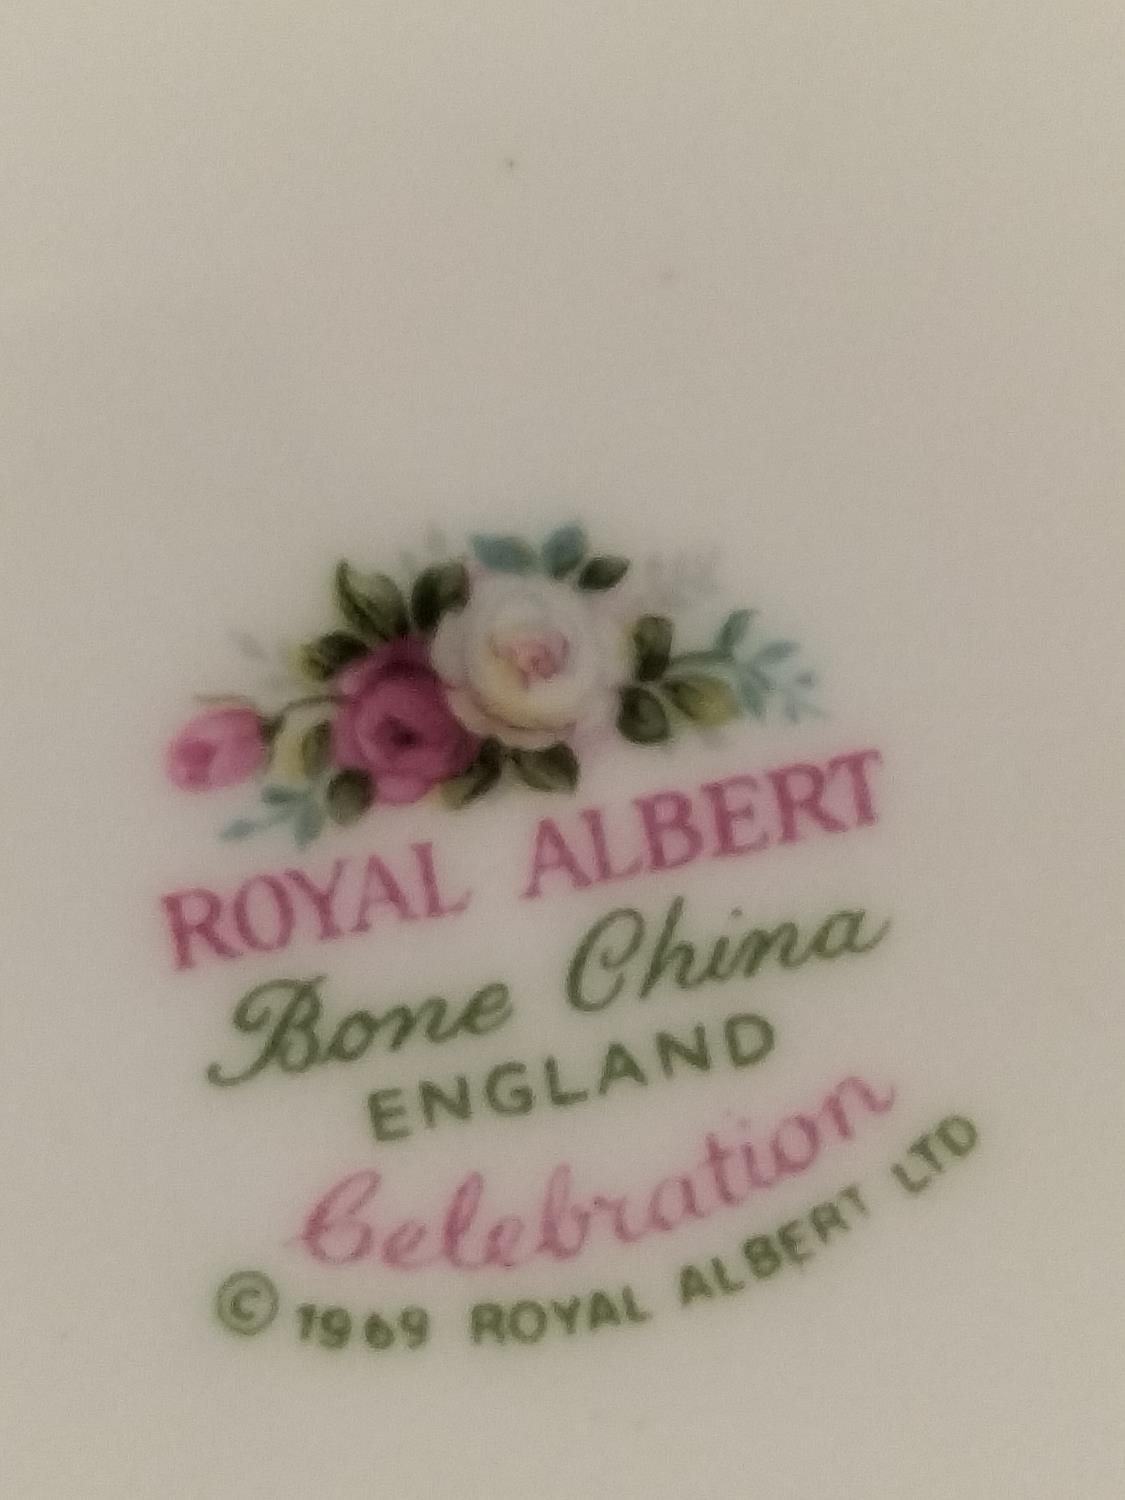 ROYAL ALBERT
Bone China
ENGLAND
Celebration
© 1969 ROYAL ALBERT LTD